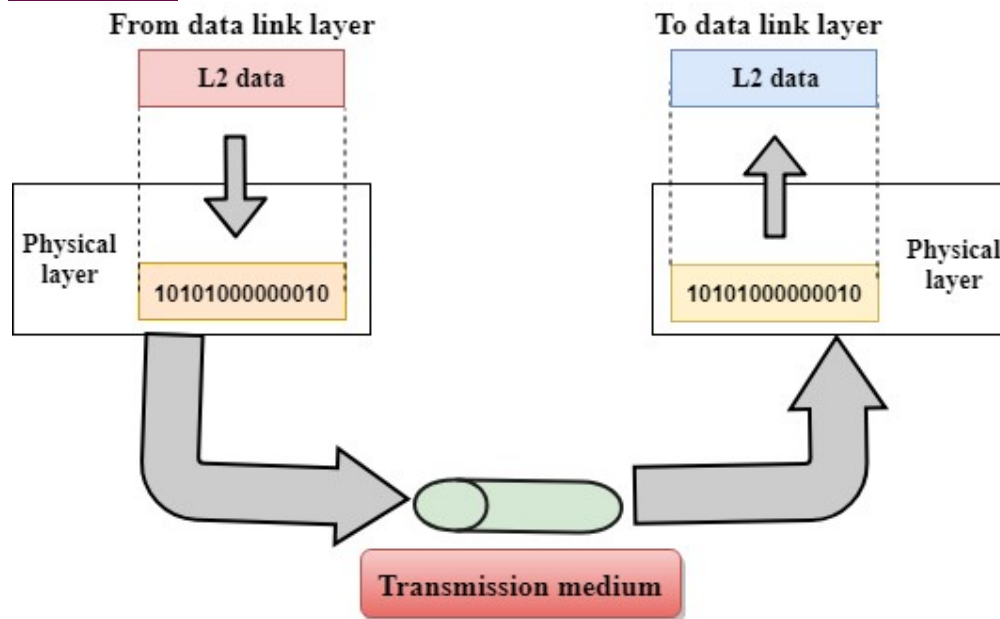 From data link layer
To data link layer
L2 data
L2 data
Physical
layer
10101000000010
10101000000010
Physical
layer
Transmission medium